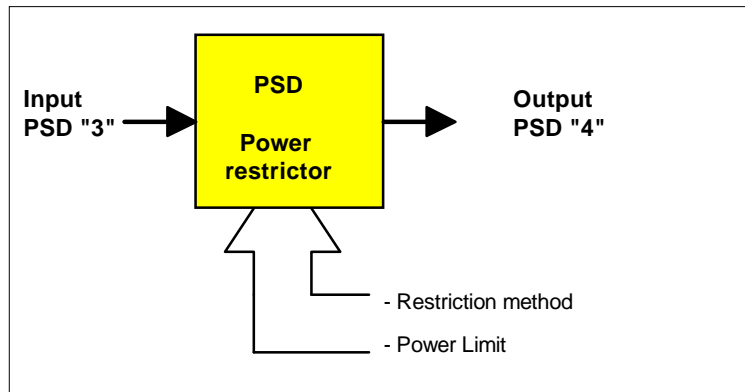 PSD
Input
PSD "3"
Power
restrictor
Output
PSD "4"
- Restriction method
- Power Limit